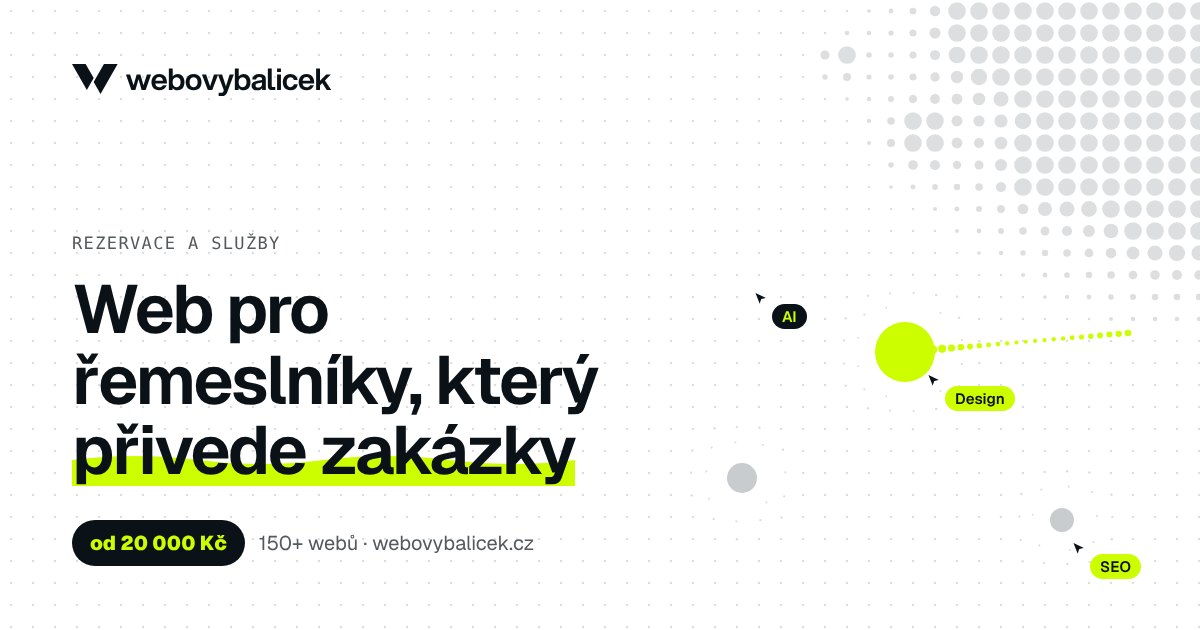 webovybalicek
REZERVACE A SLUŽBY
Web pro
řemeslníky, který
přivede zakázky
od 20 000 Kč
150+ webů · webovybalicek.cz
AI
Design
SEO